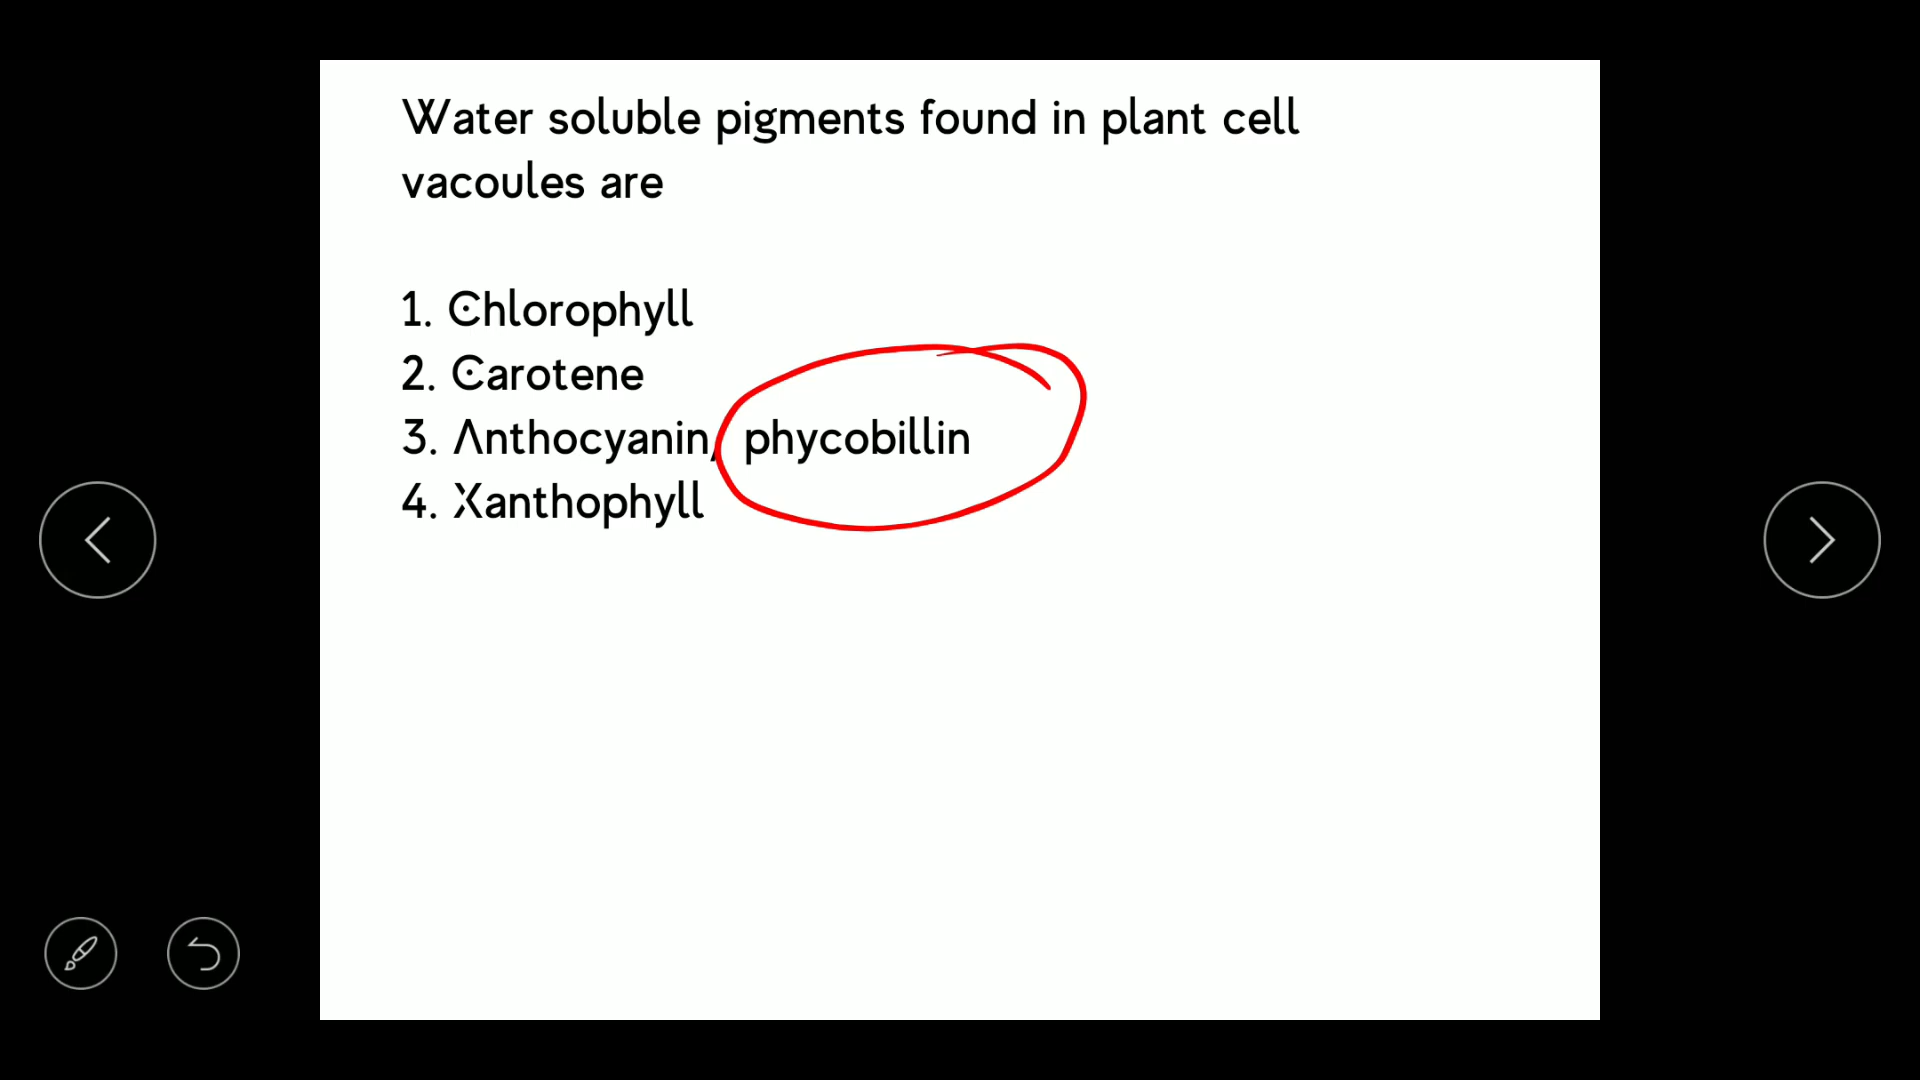 Water soluble pigments found in plant cell
vacoules are
1. Chlorophyll
2. Carotene
3. Anthocyanin, phycobillin
4. Xanthophyll